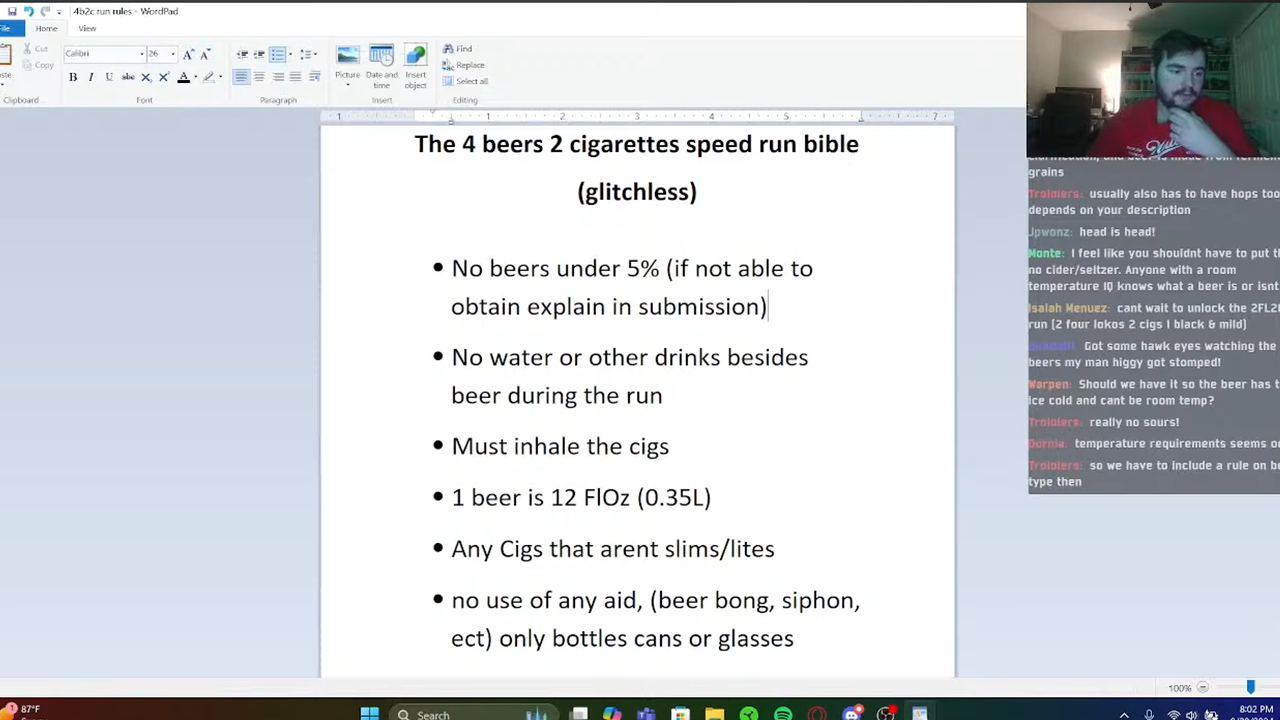 4b2c run rules - WordPad
File
Home
View
Cut
Copy
Clipboard
Calibri
26
Font
Paragraph
Picture
Date and time
Insert object
Insert
Find
Replace
Select all
Editing
1 1 2 3 4 5 7
The 4 beers 2 cigarettes speed run bible
(glitchless)
• No beers under 5% (if not able to
obtain explain in submission)
• No water or other drinks besides
beer during the run
• Must inhale the cigs
• 1 beer is 12 FlOz (0.35L)
• Any Cigs that arent slims/lites
• no use of any aid, (beer bong, siphon,
ect) only bottles cans or glasses
grains
Trololers: usually also has to have hops too
depends on your description
Upwonz: head is head!
Monte: I feel like you shouldnt have to put th
no cider/seltzer. Anyone with a room
temperature IQ knows what a beer is or isnt
Isaiah Menuez: cant wait to unlock the 2FL2
run (2 four lokos 2 cigs 1 black & mild)
Got some hawk eyes watching the
beers my man higgy got stomped!
Warpen: Should we have it so the beer has t
ice cold and cant be room temp?
Trololers: really no sours!
Dorma: temperature requirements seems o
Trololers: so we have to include a rule on be
type then
100%
87°F
Search
8:02 PM